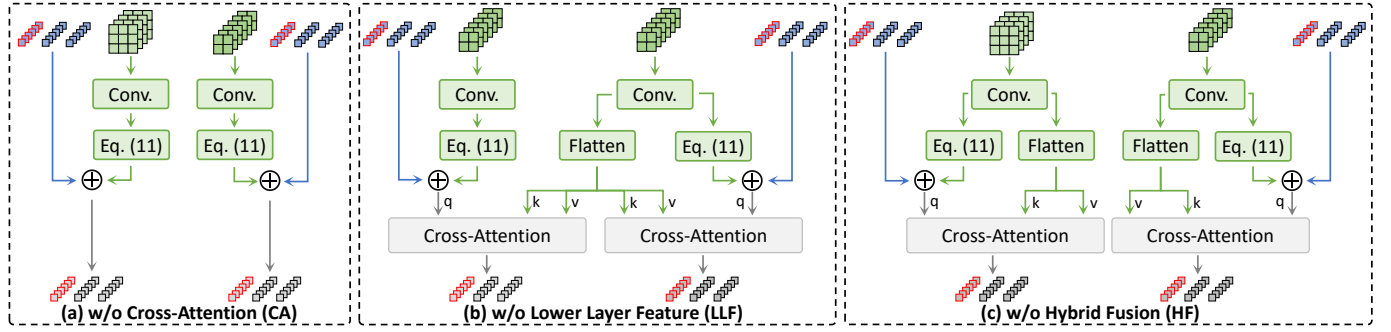 Conv.
Conv.
Eq. (11)
Eq. (11)
(a) w/o Cross-Attention (CA)
Conv.
Conv.
Eq. (11)
Flatten
Eq. (11)
q
k
v
k
v
q
Cross-Attention
Cross-Attention
(b) w/o Lower Layer Feature (LLF)
Conv.
Conv.
Eq. (11)
Flatten
Flatten
Eq. (11)
q
k
v
v
k
q
Cross-Attention
Cross-Attention
(c) w/o Hybrid Fusion (HF)